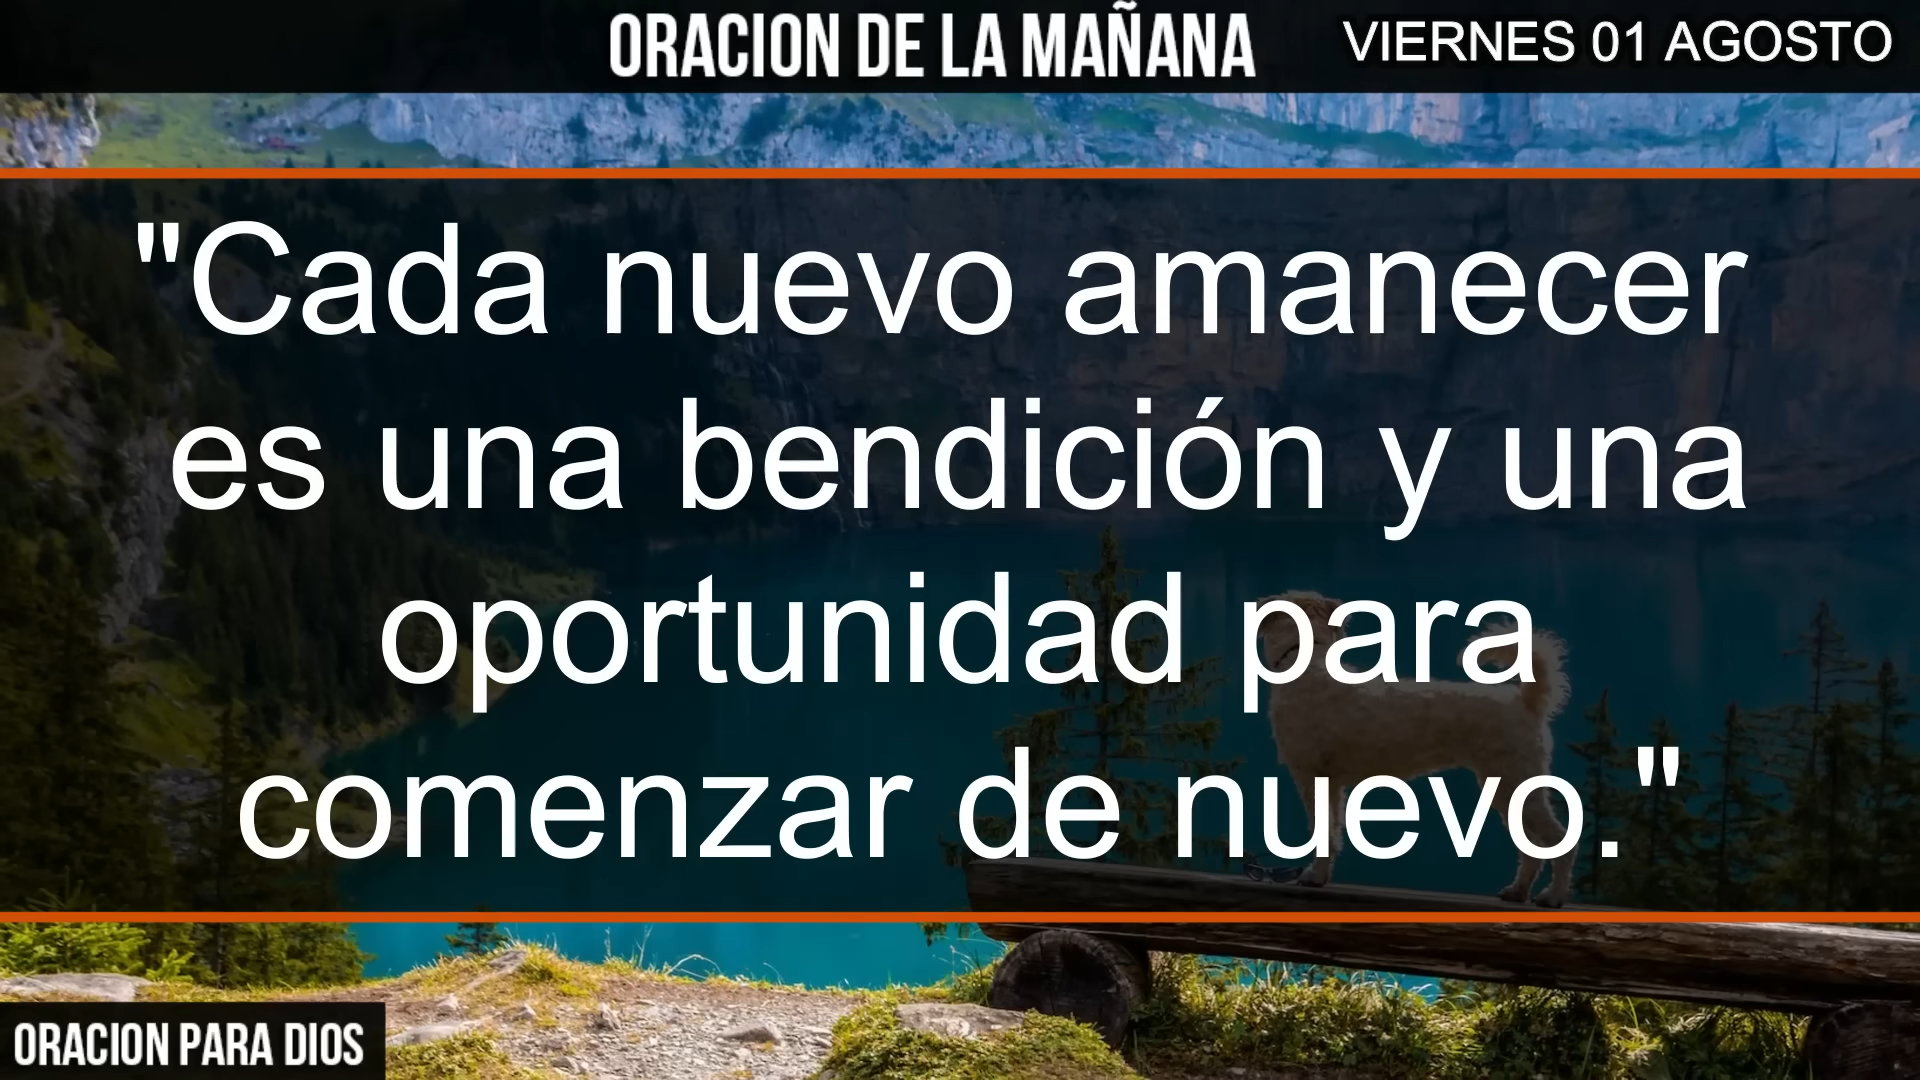 ORACION DE LA MAÑANA
VIERNES 01 AGOSTO
"Cada nuevo amanecer
es una bendición y una
oportunidad para
comenzar de nuevo."
ORACION PARA DIOS